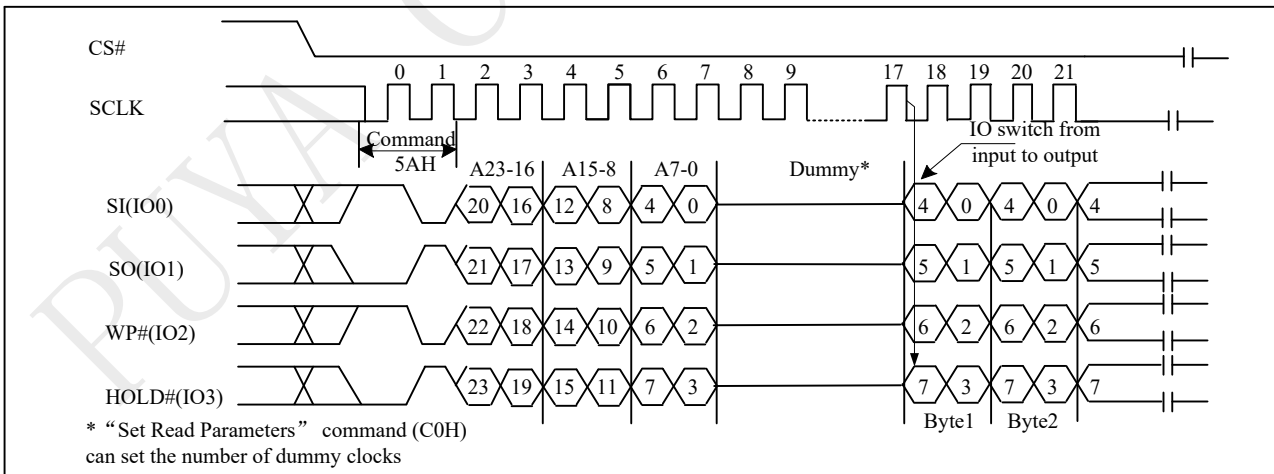 PUYA
CS#
0 1 2 3 4 5 6 7 8 9 17 18 19 20 21
SCLK
Command
5AH
IO switch from
input to output
A23-16 A15-8 A7-0 Dummy*
SI(IO0) 20 16 12 8 4 0 4 0 4 0 4
SO(IO1) 21 17 13 9 5 1 5 1 5 1 5
WP#(IO2) 22 18 14 10 6 2 6 2 6 2 6
HOLD#(IO3) 23 19 15 11 7 3 7 3 7 3 7
Byte1 Byte2
* “Set Read Parameters” command (C0H)
can set the number of dummy clocks